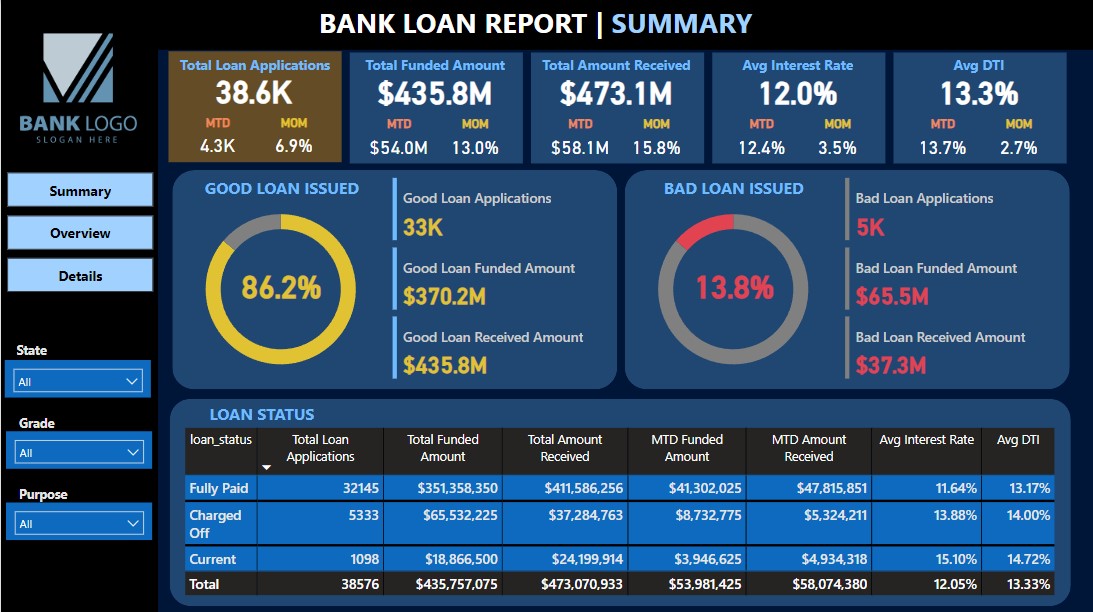 BANK LOAN REPORT | SUMMARY
BANK LOGO
SLOGAN HERE
Summary
Overview
Details
State
All
Grade
All
Purpose
All
Total Loan Applications
38.6K
MTD MOM
4.3K 6.9%
Total Funded Amount
$435.8M
MTD MOM
$54.0M 13.0%
Total Amount Received
$473.1M
MTD MOM
$58.1M 15.8%
Avg Interest Rate
12.0%
MTD MOM
12.4% 3.5%
Avg DTI
13.3%
MTD MOM
13.7% 2.7%
GOOD LOAN ISSUED
86.2%
Good Loan Applications
33K
Good Loan Funded Amount
$370.2M
Good Loan Received Amount
$435.8M
BAD LOAN ISSUED
13.8%
Bad Loan Applications
5K
Bad Loan Funded Amount
$65.5M
Bad Loan Received Amount
$37.3M
LOAN STATUS
loan_status Total Loan Total Funded Total Amount MTD Funded MTD Amount Avg Interest Rate Avg DTI
Applications Amount Received Amount Received
Fully Paid 32145 $351,358,350 $411,586,256 $41,302,025 $47,815,851 11.64% 13.17%
Charged 5333 $65,532,225 $37,284,763 $8,732,775 $5,324,211 13.88% 14.00%
Off
Current 1098 $18,866,500 $24,199,914 $3,946,625 $4,934,318 15.10% 14.72%
Total 38576 $435,757,075 $473,070,933 $53,981,425 $58,074,380 12.05% 13.33%